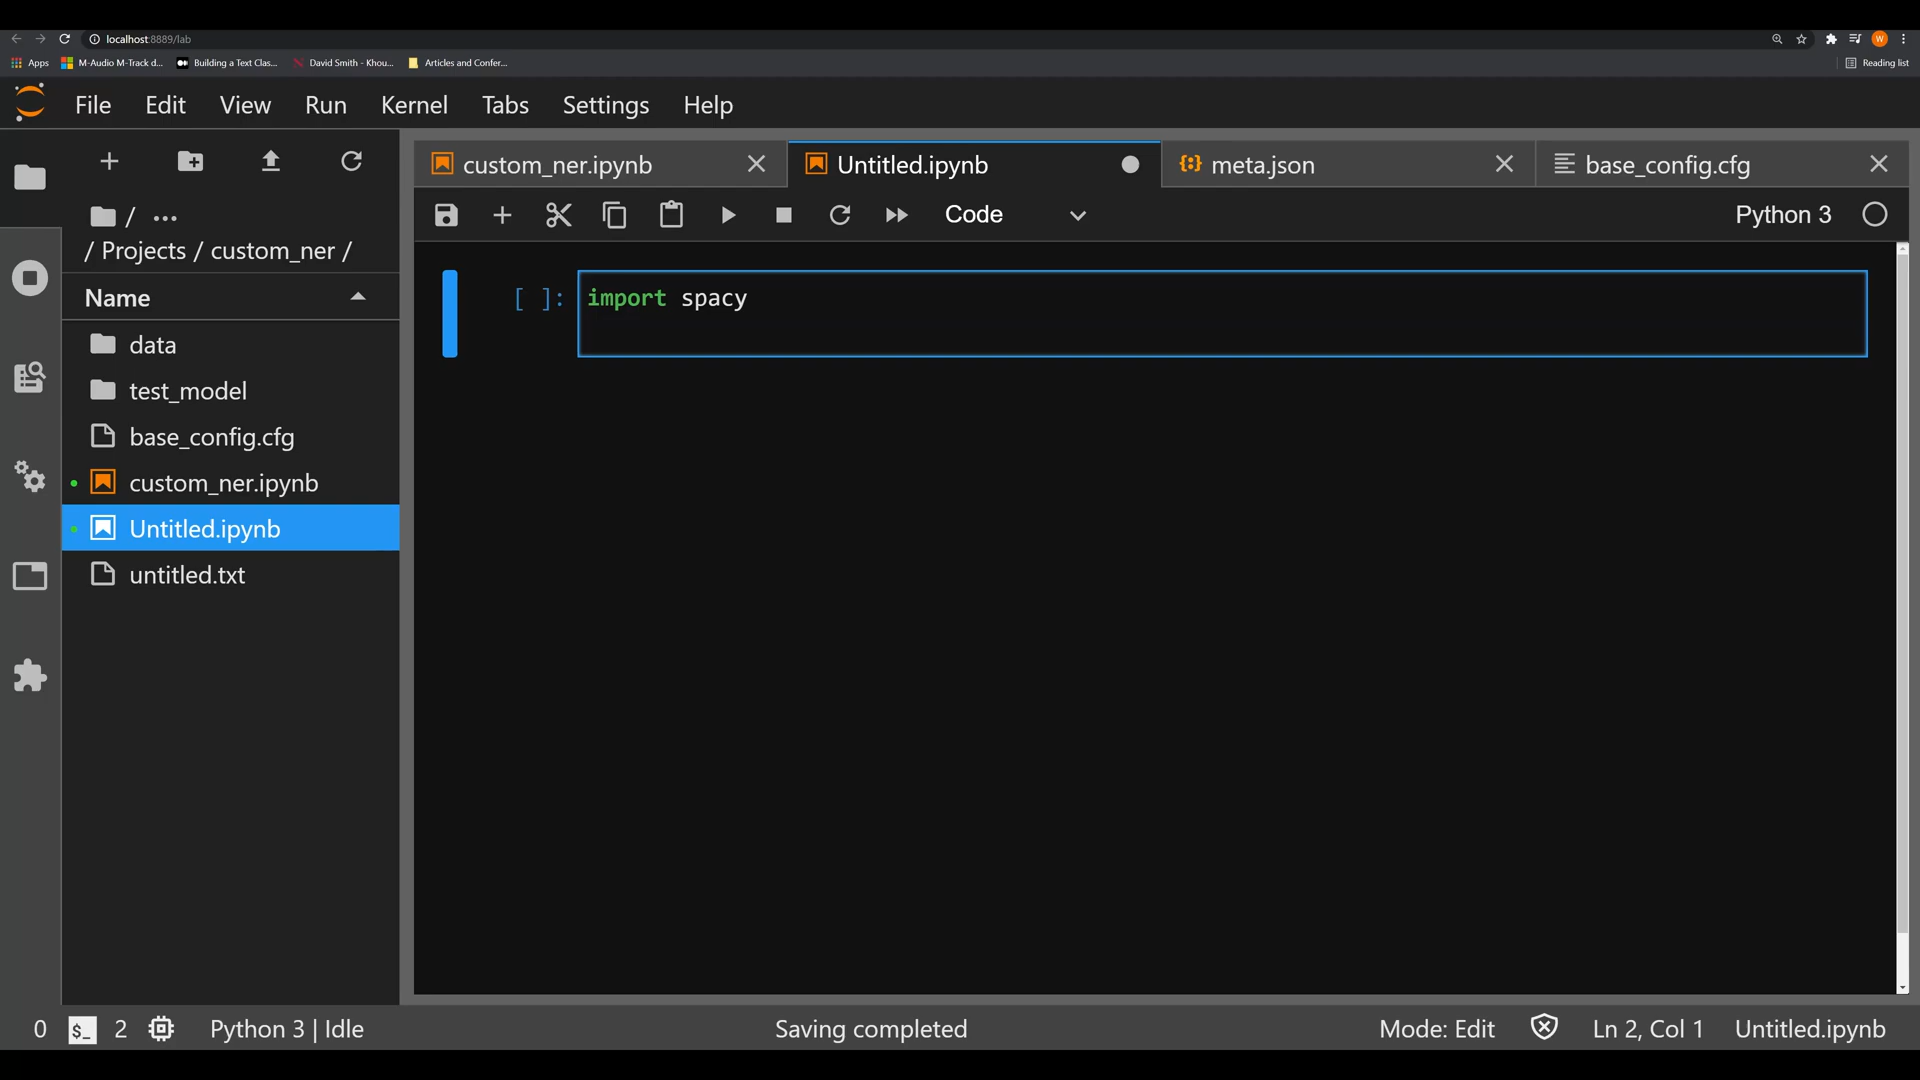 localhost:8889/lab
Apps M-Audio M-Track d... Building a Text Clas... David Smith - Khou... Articles and Confer... Reading list
File Edit View Run Kernel Tabs Settings Help
custom_ner.ipynb Untitled.ipynb meta.json base_config.cfg
Code Python 3
/ ...
/ Projects / custom_ner /
Name
data
test_model
base_config.cfg
custom_ner.ipynb
Untitled.ipynb
untitled.txt
[ ]: import spacy
0 $_ 2 Python 3 | Idle Saving completed Mode: Edit Ln 2, Col 1 Untitled.ipynb
W